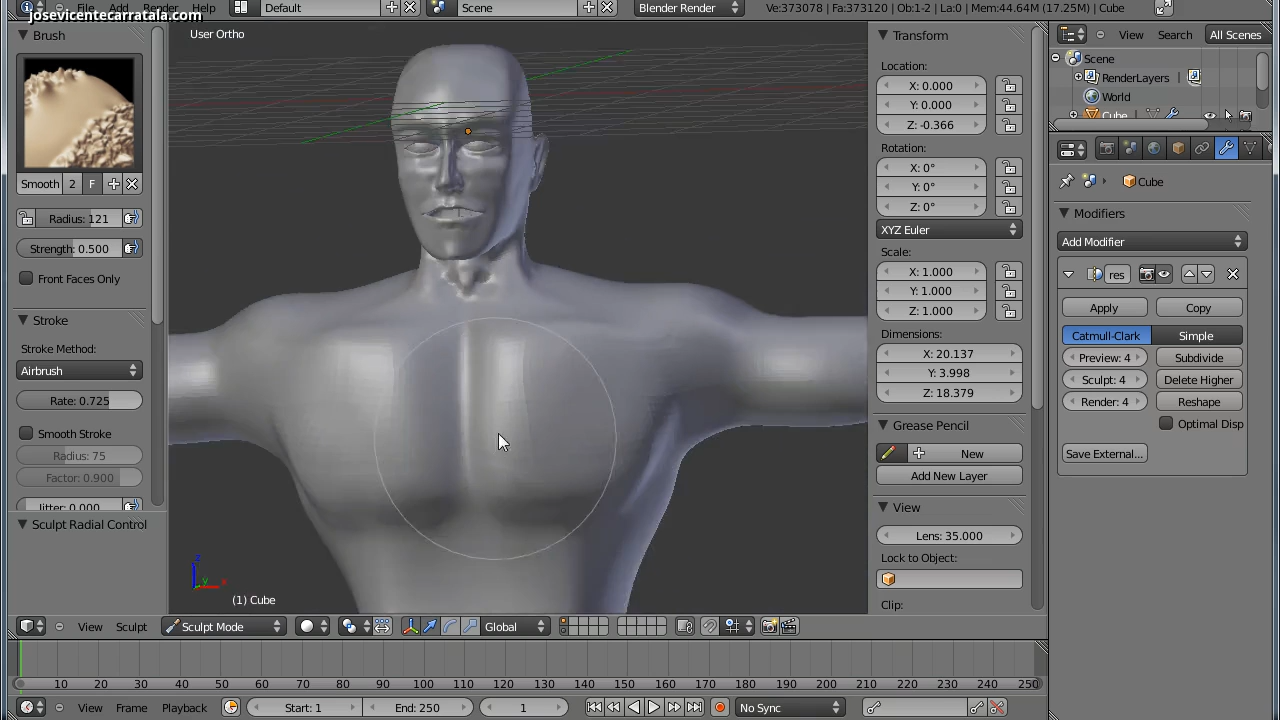 josevicentecarratala.com
File Add Render Help
Default
Scene
Blender Render
Ve:373078 | Fa:373120 | Ob:1-2 | La:0 | Mem:44.64M (17.25M) | Cube
Brush
Smooth 2 F
Radius: 121
Strength: 0.500
Front Faces Only
Stroke
Stroke Method:
Airbrush
Rate: 0.725
Smooth Stroke
Radius: 75
Factor: 0.900
Jitter: 0.000
Sculpt Radial Control
User Ortho
z
y
x
(1) Cube
View Sculpt Sculpt Mode Global
Transform
Location:
X: 0.000
Y: 0.000
Z: -0.366
Rotation:
X: 0°
Y: 0°
Z: 0°
XYZ Euler
Scale:
X: 1.000
Y: 1.000
Z: 1.000
Dimensions:
X: 20.137
Y: 3.998
Z: 18.379
Grease Pencil
New
Add New Layer
View
Lens: 35.000
Lock to Object:
Clip:
View Search All Scenes
Scene
RenderLayers
World
Cube
Cube
Modifiers
Add Modifier
res
Apply Copy
Catmull-Clark Simple
Preview: 4 Subdivide
Sculpt: 4 Delete Higher
Render: 4 Reshape
Optimal Disp
Save External...
10 20 30 40 50 60 70 80 90 100 110 120 130 140 150 160 170 180 190 200 210 220 230 240 250
View Frame Playback Start: 1 End: 250 1 No Sync